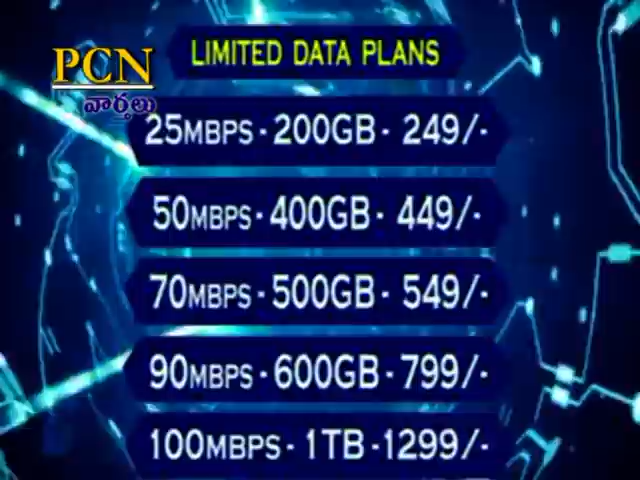 LIMITED DATA PLANS
PCN
వార్తలు
25MBPS - 200GB - 249/-
50MBPS - 400GB - 449/-
70MBPS - 500GB - 549/-
90MBPS - 600GB - 799/-
100MBPS - 1TB -1299/-